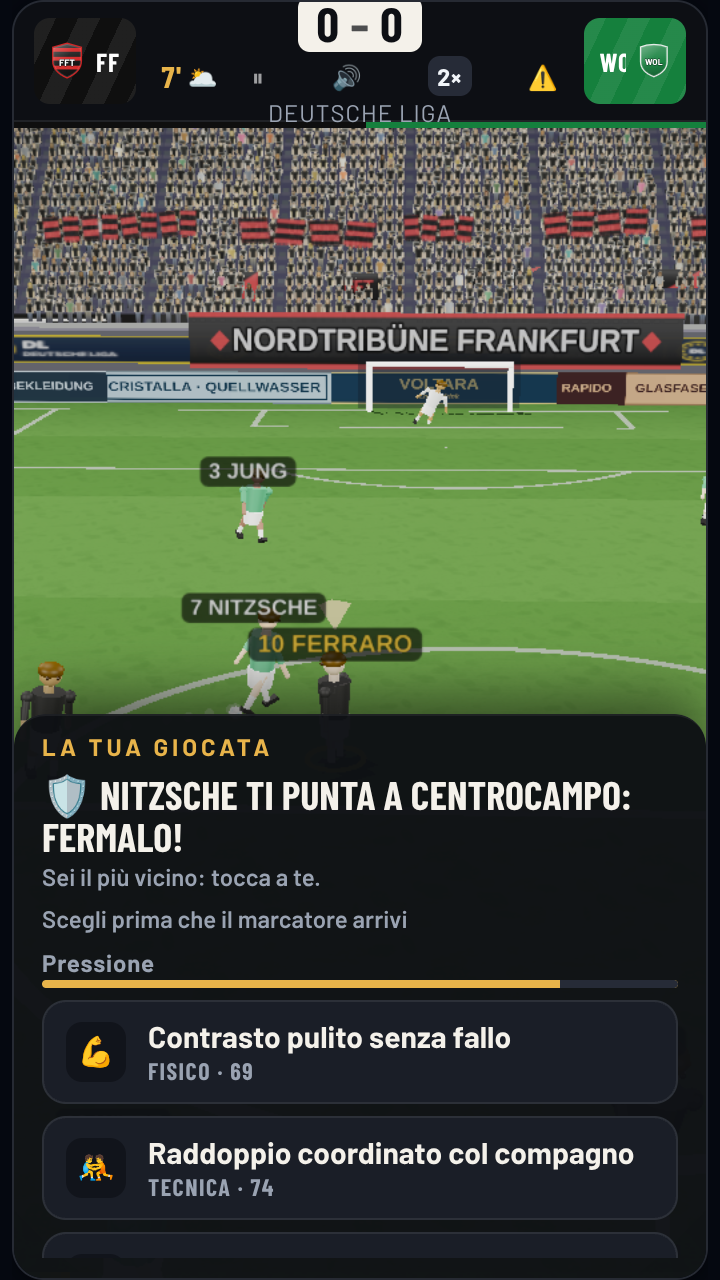 0 - 0
FFT
FF
7'
2×
WOL
DEUTSCHE LIGA
NORDTRIBÜNE FRANKFURT
DL
DEUTSCHE LIGA
EKLEIDUNG
CRISTALLA · QUELLWASSER
RAPIDO
GLASFASE
3 JUNG
7 NITZSCHE
10 FERRARO
LA TUA GIOCATA
NITZSCHE TI PUNTA A CENTROCAMPO:
FERMALO!
Sei il più vicino: tocca a te.
Scegli prima che il marcatore arrivi
Pressione
Contrasto pulito senza fallo
FISICO · 69
Raddoppio coordinato col compagno
TECNICA · 74